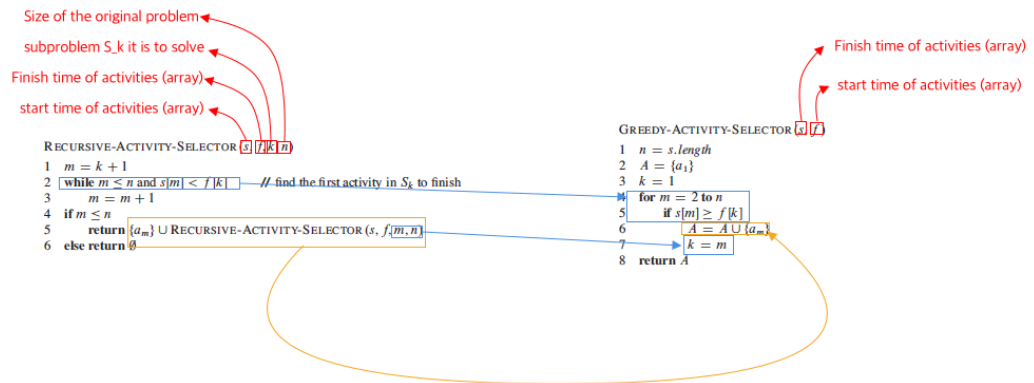 Size of the original problem
subproblem S_k it is to solve
Finish time of activities (array)
start time of activities (array)
RECURSIVE-ACTIVITY-SELECTOR(s, f, k, n)
1 m = k + 1
2 while m ≤ n and s[m] < f[k] // find the first activity in Sₖ to finish
3 m = m + 1
4 if m ≤ n
5 return {aₘ} ∪ RECURSIVE-ACTIVITY-SELECTOR(s, f, m, n)
6 else return ∅
Finish time of activities (array)
start time of activities (array)
GREEDY-ACTIVITY-SELECTOR(s, f)
1 n = s.length
2 A = {a₁}
3 k = 1
4 for m = 2 to n
5 if s[m] ≥ f[k]
6 A = A ∪ {aₘ}
7 k = m
8 return A